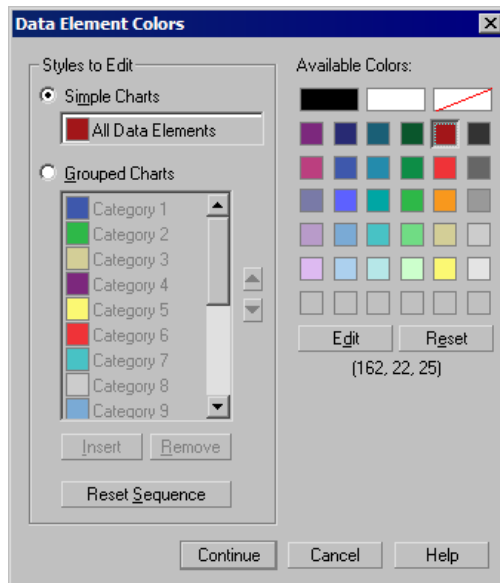 Data Element Colors
Styles to Edit
Simple Charts
All Data Elements
Grouped Charts
Category 1
Category 2
Category 3
Category 4
Category 5
Category 6
Category 7
Category 8
Category 9
Insert Remove
Reset Sequence
Available Colors:
Edit Reset
(162, 22, 25)
Continue Cancel Help